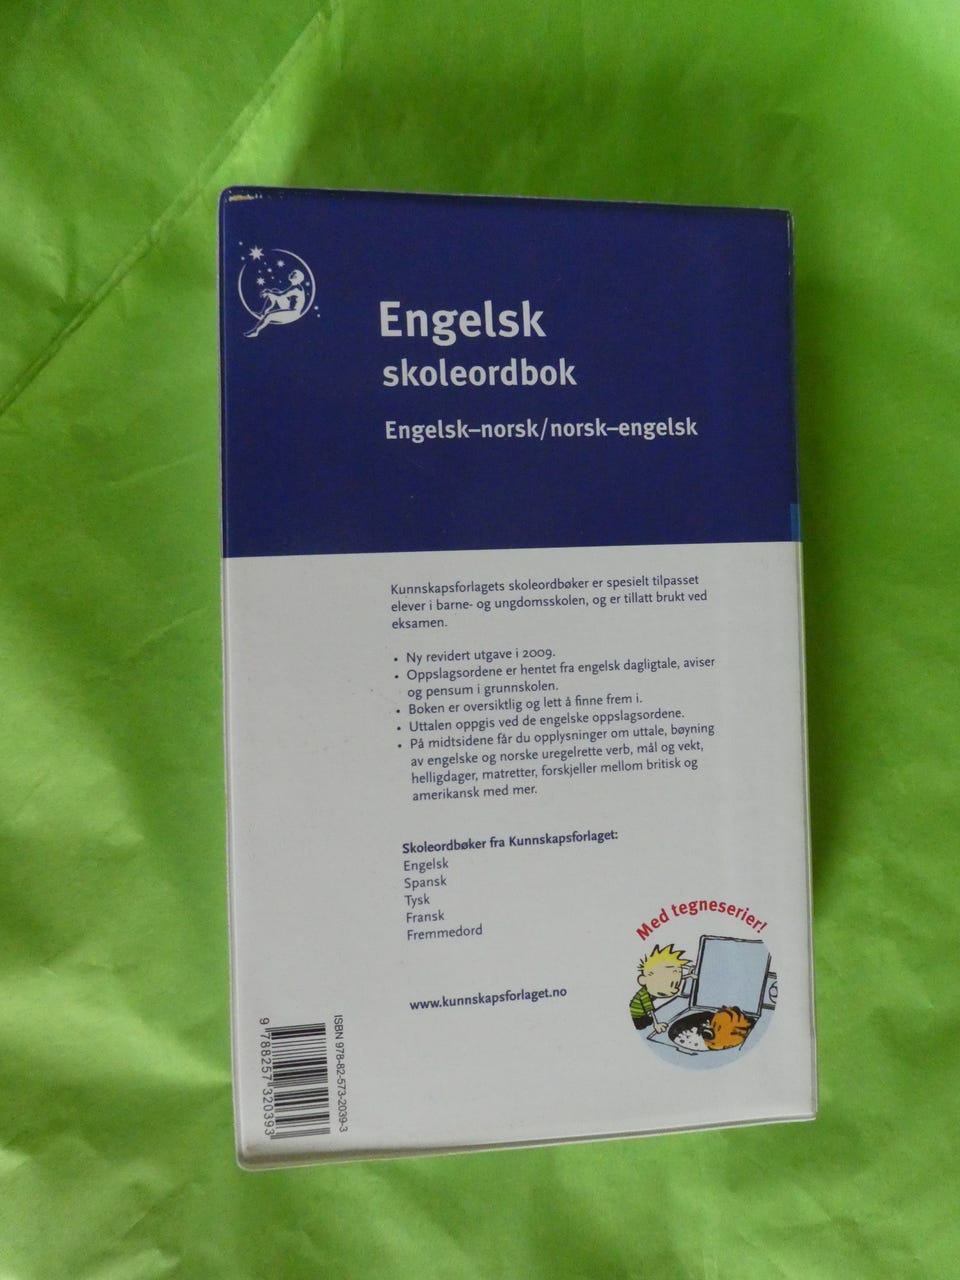 Engelsk
skoleordbok
Engelsk–norsk/norsk–engelsk
Kunnskapsforlagets skoleordbøker er spesielt tilpasset
elever i barne- og ungdomsskolen, og er tillatt brukt ved
eksamen.
• Ny revidert utgave i 2009.
• Oppslagsordene er hentet fra engelsk dagligtale, aviser
og pensum i grunnskolen.
• Boken er oversiktlig og lett å finne frem i.
• Uttalen oppgis ved de engelske oppslagsordene.
• På midtsidene får du opplysninger om uttale, bøyning
av engelske og norske uregelrette verb, mål og vekt,
helligdager, matretter, forskjeller mellom britisk og
amerikansk med mer.
Skoleordbøker fra Kunnskapsforlaget:
Engelsk
Spansk
Tysk
Fransk
Fremmedord
Med tegneserier!
www.kunnskapsforlaget.no
ISBN 978-82-573-2039-3
9 788257 320393